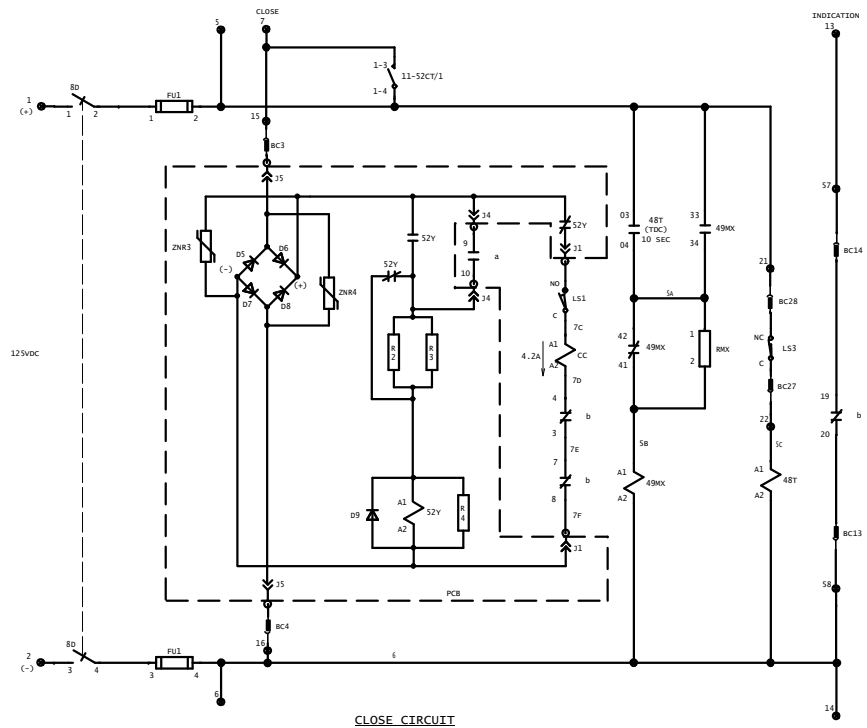 CLOSE
7
5
INDICATION
13
1-3
11-52CT/1
1-4
8D
FU1
1
(+)
1 2
1 2
15
BC3
J5
57
03
48T
(TDC)
10 SEC
04
33
49MX
34
J4
52Y
52Y
J1
9
a
10
J4
ZNR3
D5 D6
(-)
(+)
D7 D8
ZNR4
52Y
BC14
21
BC28
NO
LS1
C
5A
7C
NC
LS3
C
42
49MX
41
1
RMX
2
R2
R3
125VDC
4.2A
A1
CC
A2
7D
BC27
4
b
3
19
b
20
22
7E
5B
5C
7
b
8
A1
49MX
A2
A1
48T
A2
A1
52Y
A2
R4
D9
7F
J1
BC13
J5
PCB
58
BC4
16
8D
FU1
2
(-)
3 4
3 4
6
6
14
CLOSE CIRCUIT